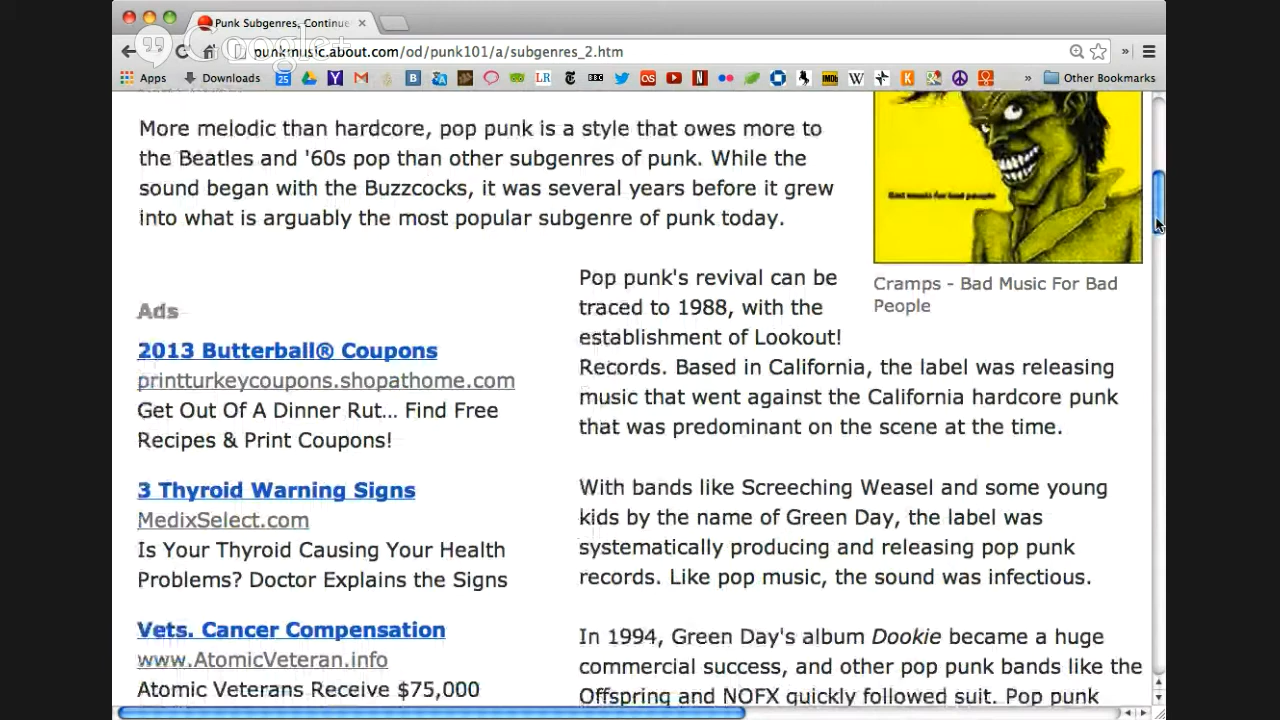 Punk Subgenres, Continue
Google+
punkmusic.about.com/od/punk101/a/subgenres_2.htm
Apps
Downloads
Other Bookmarks
More melodic than hardcore, pop punk is a style that owes more to
the Beatles and '60s pop than other subgenres of punk. While the
sound began with the Buzzcocks, it was several years before it grew
into what is arguably the most popular subgenre of punk today.
Bad music for bad people
Cramps - Bad Music For Bad
People
Ads
2013 Butterball® Coupons
printturkeycoupons.shopathome.com
Get Out Of A Dinner Rut... Find Free
Recipes & Print Coupons!
3 Thyroid Warning Signs
MedixSelect.com
Is Your Thyroid Causing Your Health
Problems? Doctor Explains the Signs
Vets. Cancer Compensation
www.AtomicVeteran.info
Atomic Veterans Receive $75,000
Pop punk's revival can be
traced to 1988, with the
establishment of Lookout!
Records. Based in California, the label was releasing
music that went against the California hardcore punk
that was predominant on the scene at the time.
With bands like Screeching Weasel and some young
kids by the name of Green Day, the label was
systematically producing and releasing pop punk
records. Like pop music, the sound was infectious.
In 1994, Green Day's album Dookie became a huge
commercial success, and other pop punk bands like the
Offspring and NOFX quickly followed suit. Pop punk